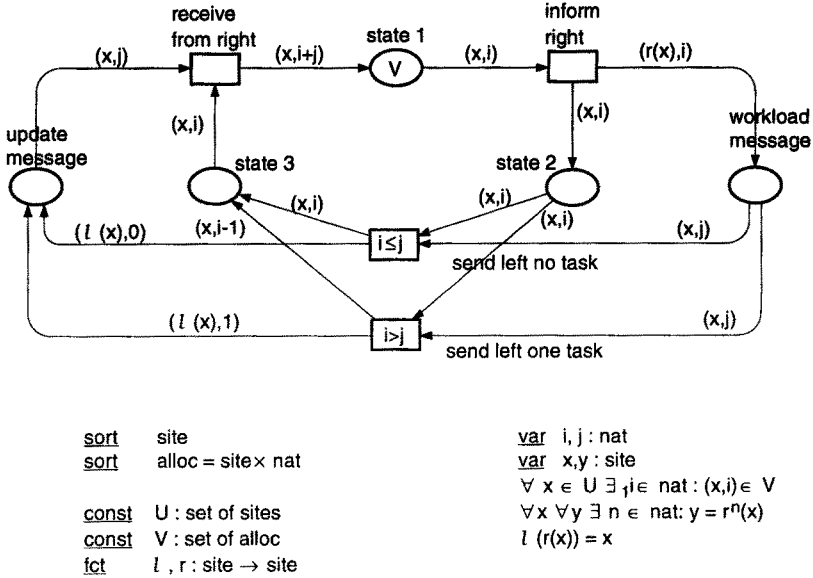 receive
from right
inform
right
state 1
(x,j)
(x,i+j)
V
(x,i)
(r(x),i)
(x,i)
(x,i)
update
message
workload
message
state 3
state 2
(x,i)
(x,i)
(x,i)
(l (x),0)
(x,i-1)
i≤j
(x,j)
send left no task
(l (x),1)
i>j
(x,j)
send left one task
sort site
sort alloc = site× nat
const U : set of sites
const V : set of alloc
fct l , r : site → site
var i, j : nat
var x,y : site
∀ x ∈ U ∃ ₁i∈ nat : (x,i)∈ V
∀x ∀y ∃ n ∈ nat: y = rⁿ(x)
l (r(x)) = x